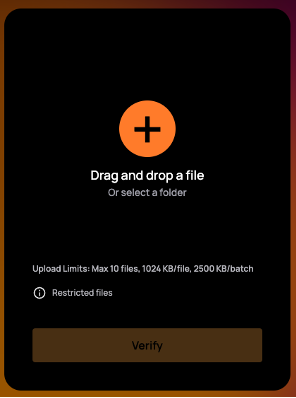 Drag and drop a file
Or select a folder
Upload Limits: Max 10 files, 1024 KB/file, 2500 KB/batch
Restricted files
Verify